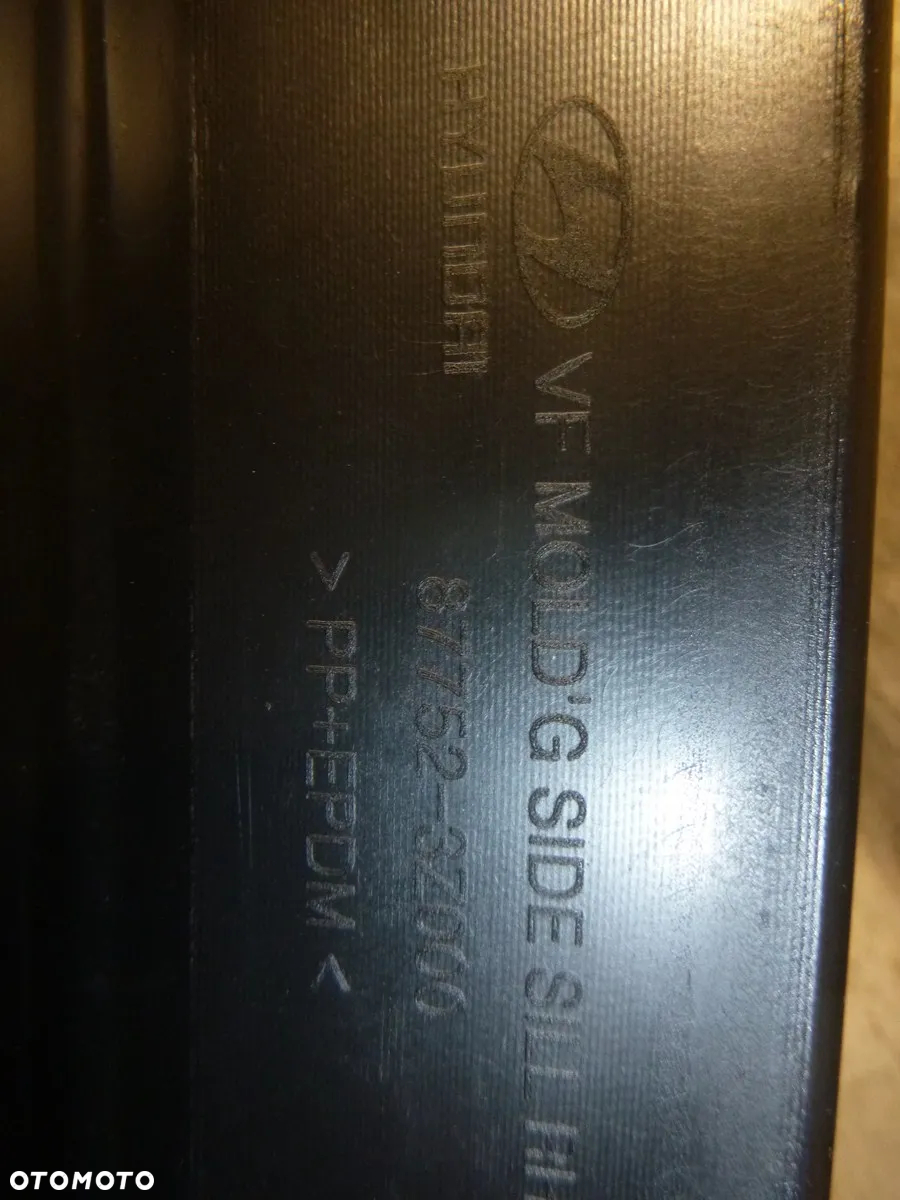 VF MOLD'G SIDE SILL
HYUNDAI
87752-3Z000
>PP+EPDM<
OTOMOTO